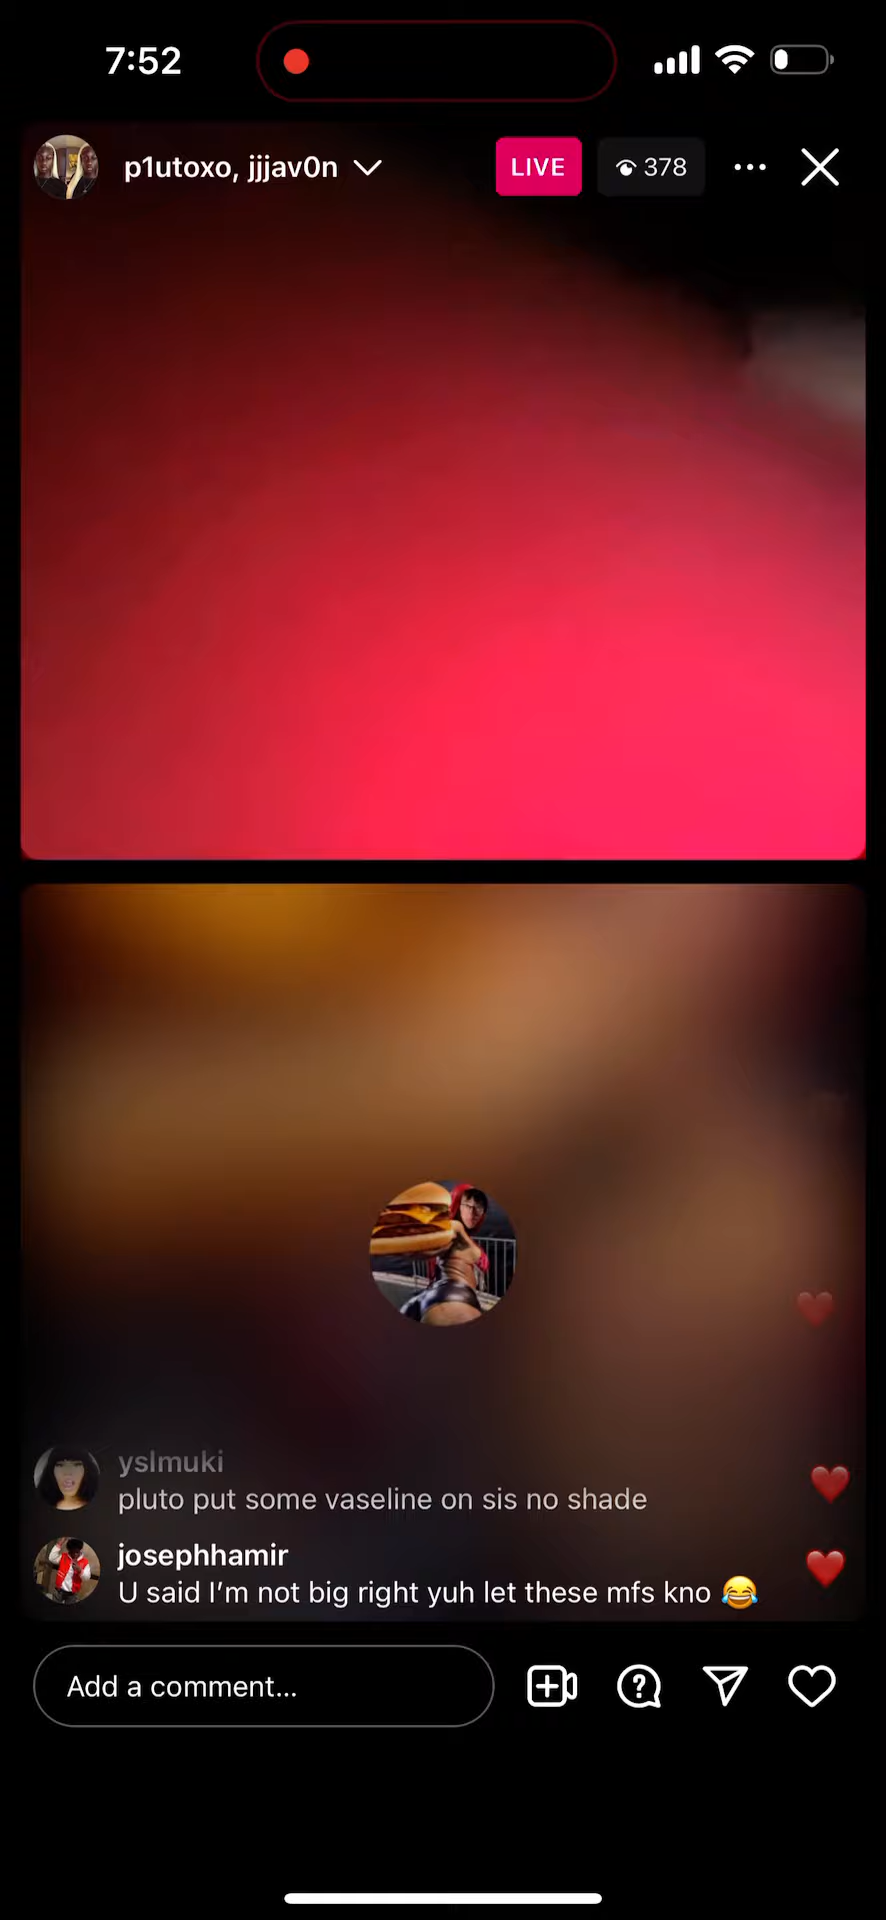 7:52
p1utoxo, jjjav0n
LIVE
378
yslmuki
pluto put some vaseline on sis no shade
josephhamir
U said I’m not big right yuh let these mfs kno 😂
Add a comment...